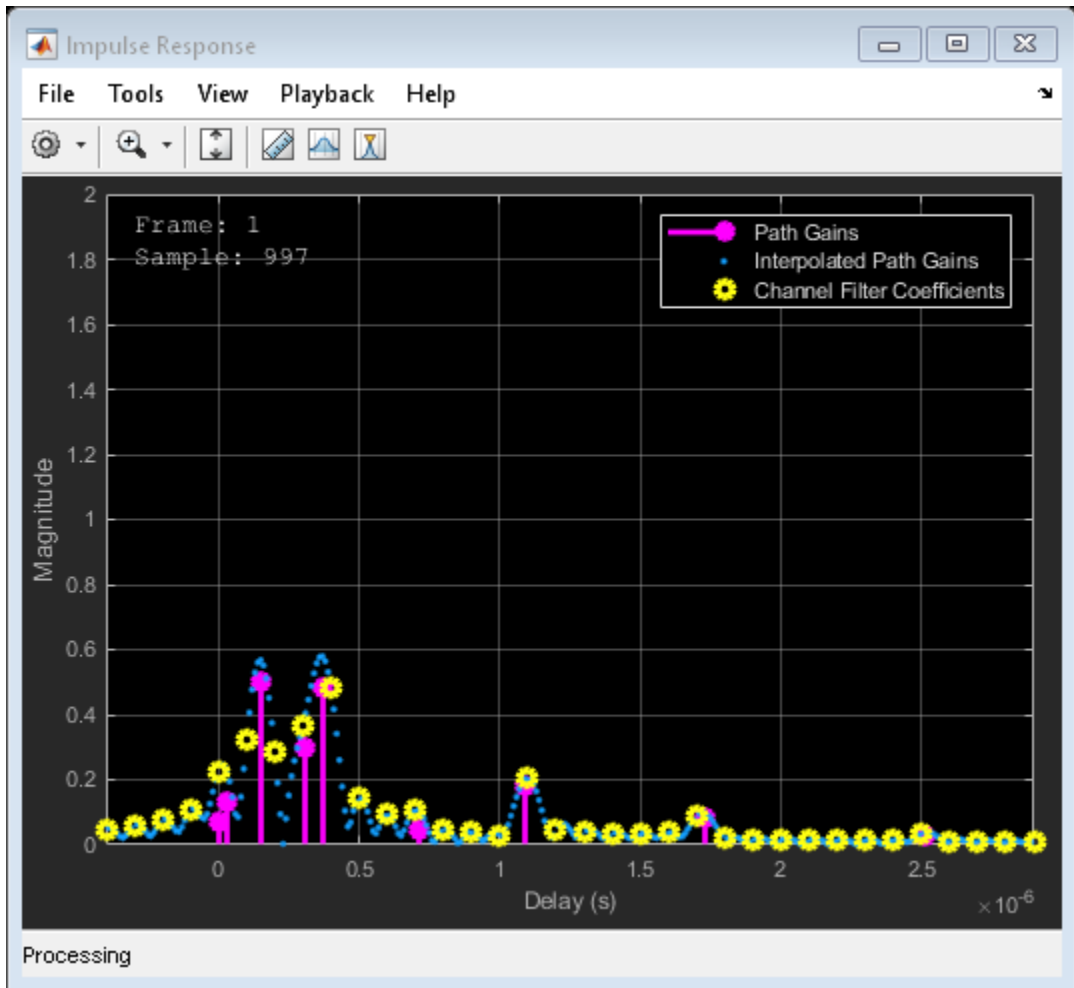 Impulse Response
File Tools View Playback Help
Frame: 1
Sample: 997
Path Gains
Interpolated Path Gains
Channel Filter Coefficients
2
1.8
1.6
1.4
1.2
1
0.8
0.6
0.4
0.2
0
Magnitude
0 0.5 1 1.5 2 2.5
Delay (s)
×10-6
Processing